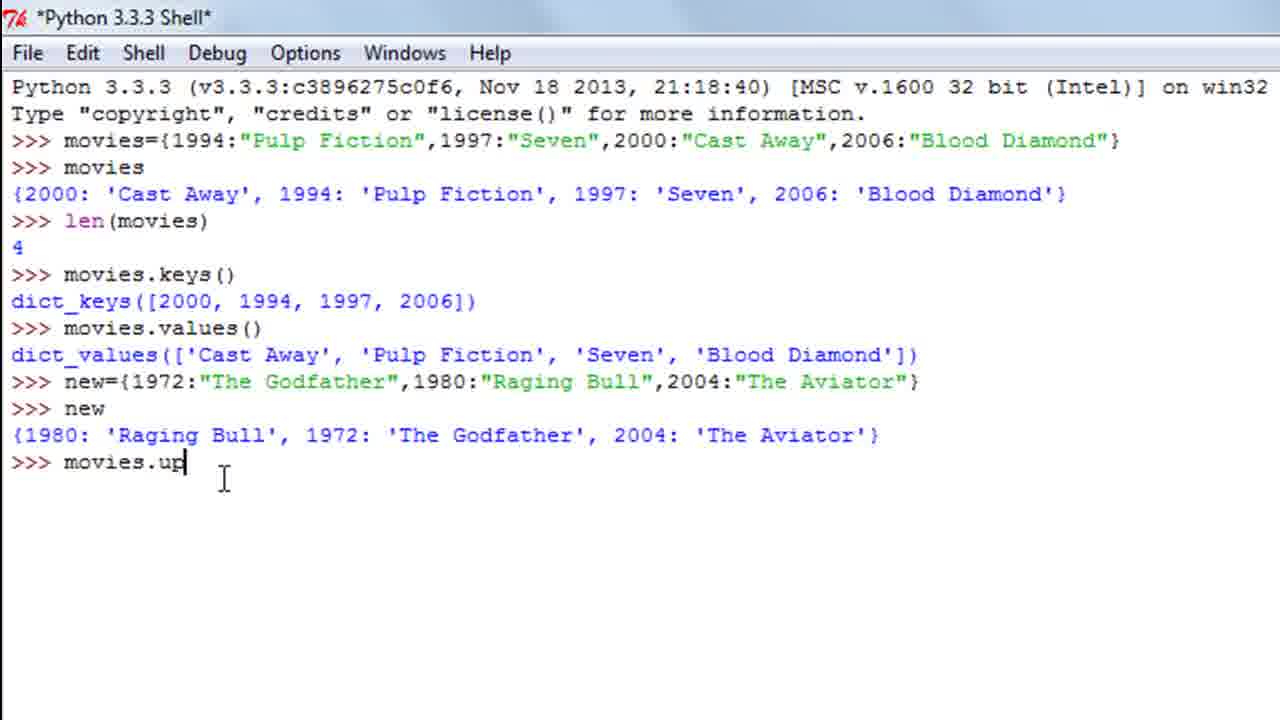 *Python 3.3.3 Shell*
File Edit Shell Debug Options Windows Help
Python 3.3.3 (v3.3.3:c3896275c0f6, Nov 18 2013, 21:18:40) [MSC v.1600 32 bit (Intel)] on win32
Type "copyright", "credits" or "license()" for more information.
>>> movies={1994:"Pulp Fiction",1997:"Seven",2000:"Cast Away",2006:"Blood Diamond"}
>>> movies
{2000: 'Cast Away', 1994: 'Pulp Fiction', 1997: 'Seven', 2006: 'Blood Diamond'}
>>> len(movies)
4
>>> movies.keys()
dict_keys([2000, 1994, 1997, 2006])
>>> movies.values()
dict_values(['Cast Away', 'Pulp Fiction', 'Seven', 'Blood Diamond'])
>>> new={1972:"The Godfather",1980:"Raging Bull",2004:"The Aviator"}
>>> new
{1980: 'Raging Bull', 1972: 'The Godfather', 2004: 'The Aviator'}
>>> movies.up